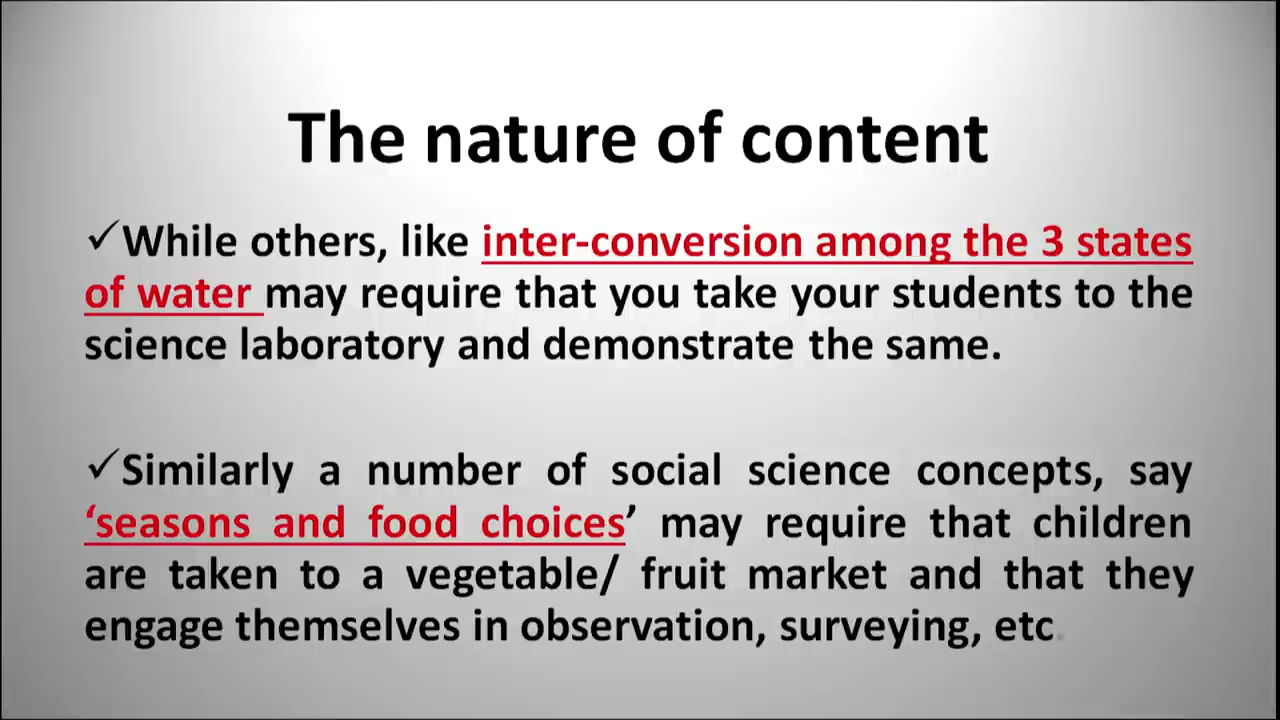 The nature of content
✓While others, like inter-conversion among the 3 states
of water may require that you take your students to the
science laboratory and demonstrate the same.
✓Similarly a number of social science concepts, say
‘seasons and food choices’ may require that children
are taken to a vegetable/ fruit market and that they
engage themselves in observation, surveying, etc.